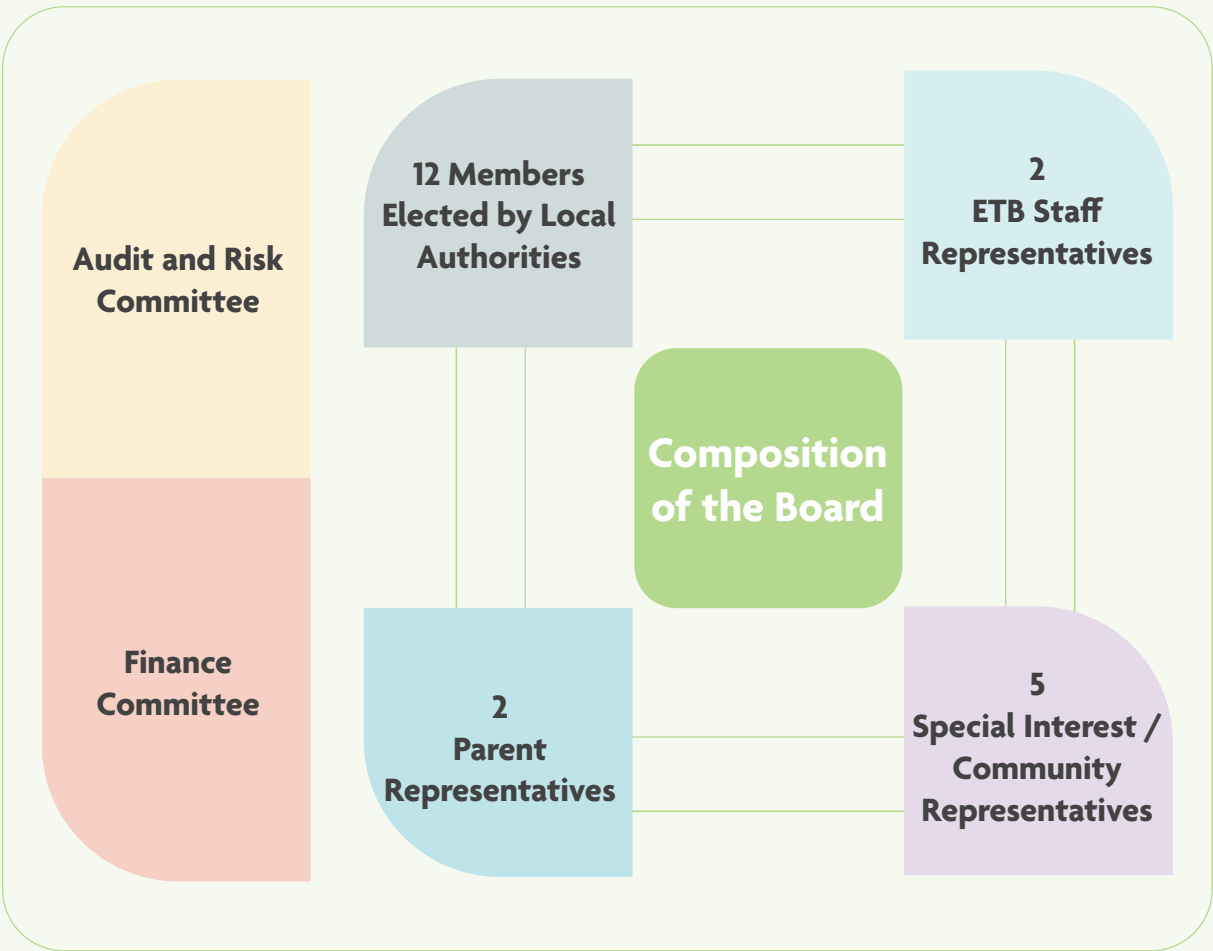 Audit and Risk
Committee
Finance
Committee
12 Members
Elected by Local
Authorities
2
ETB Staff
Representatives
Composition
of the Board
2
Parent
Representatives
5
Special Interest /
Community
Representatives